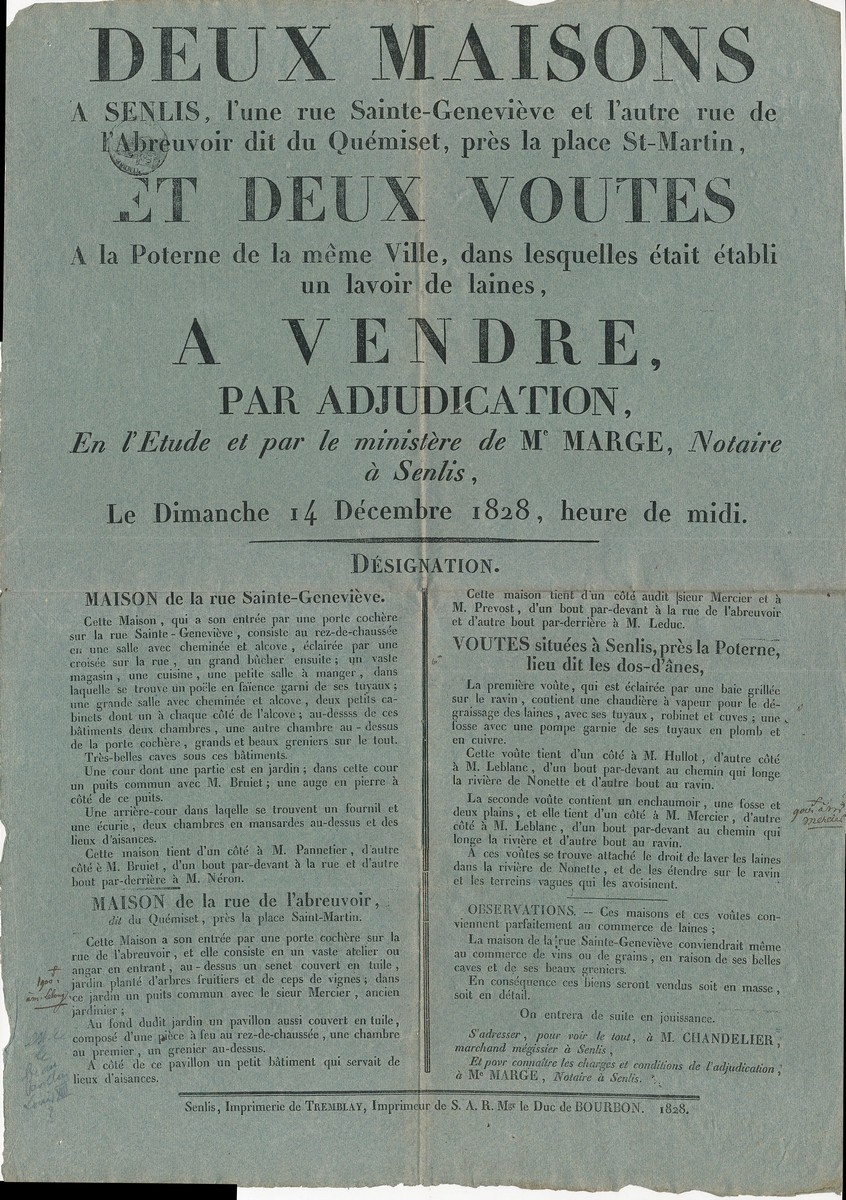 DEUX MAISONS
A SENLIS, l'une rue Sainte-Geneviève et l'autre rue de
l'Abreuvoir dit du Quémiset, près la place St-Martin,
ET DEUX VOUTES
A la Poterne de la même Ville, dans lesquelles était établi
un lavoir de laines,
A VENDRE,
PAR ADJUDICATION,
En l'Etude et par le ministère de Me MARGE, Notaire
à Senlis,
Le Dimanche 14 Décembre 1828, heure de midi.
DÉSIGNATION.
MAISON de la rue Sainte-Geneviève.
Cette Maison, qui a son entrée par une porte cochère
sur la rue Sainte-Geneviève, consiste au rez-de-chaussée
en une salle avec cheminée et alcove, éclairée par une
croisée sur la rue, un grand bûcher ensuite; un vaste
magasin, une cuisine, une petite salle à manger, dans
laquelle se trouve un poële en faïence garni de ses tuyaux;
une grande salle avec cheminée et alcove, deux petits ca-
binets dont un à chaque côté de l'alcove; au-dessss de ces
bâtiments deux chambres, une autre chambre au-dessus
de la porte cochère, grands et beaux greniers sur le tout.
Très-belles caves sous ces bâtiments.
Une cour dont une partie est en jardin; dans cette cour
un puits commun avec M. Bruiet; une auge en pierre à
côté de ce puits.
Une arrière-cour dans laqelle se trouvent un fournil et
une écurie, deux chambres en mansardes au-dessus et des
lieux d'aisances.
Cette maison tient d'un côté à M. Pannetier, d'autre
côté è M. Bruiet, d'un bout par-devant à la rue et d'autre
bout par-derrière à M. Néron.
MAISON de la rue de l'abreuvoir,
dit du Quémiset, près la place Saint-Martin.
Cette Maison a son entrée par une porte cochère sur la
rue de l'abreuvoir, et elle consiste en un vaste atelier ou
angar en entrant, au-dessus un senet couvert en tuile,
jardin planté d'arbres fruitiers et de ceps de vignes; dans
ce jardin un puits commun avec le sieur Mercier, ancien
jardinier;
Au fond dudit jardin un pavillon aussi couvert en tuile,
composé d'une pièce à feu au rez-de-chaussée, une chambre
au premier, un grenier au-dessus.
A côté de ce pavillon un petit bâtiment qui servait de
lieux d'aisances.
Cette maison tient d'un côté audit sieur Mercier et à
M. Prevost, d'un bout par-devant à la rue de l'abreuvoir
et d'autre bout par-derrière à M. Leduc.
VOUTES situées à Senlis, près la Poterne,
lieu dit les dos-d'ânes,
La première voûte, qui est éclairée par une baie grillée
sur le ravin, contient une chaudière à vapeur pour le dé-
graissage des laines, avec ses tuyaux, robinet et cuves; une
fosse avec une pompe garnie de ses tuyaux en plomb et
en cuivre.
Cette voûte tient d'un côté à M. Hullot, d'autre côté
à M. Leblanc, d'un bout par-devant au chemin qui longe
la rivière de Nonette et d'autre bout au ravin.
La seconde voûte contient un enchaumoir, une fosse et
deux plains, et elle tient d'un côté à M. Mercier, d'autre
côté à M. Leblanc, d'un bout par-devant au chemin qui
longe la rivière et d'autre bout au ravin.
A ces voûtes se trouve attaché le droit de laver les laines
dans la rivière de Nonette, et de les étendre sur le ravin
et les terreins vagues qui les avoisinent.
OBSERVATIONS. — Ces maisons et ces voûtes con-
viennent parfaitement au commerce de laines;
La maison de la rue Sainte-Geneviève conviendrait même
au commerce de vins ou de grains, en raison de ses belles
caves et de ses beaux greniers.
En conséquence ces biens seront vendus soit en masse,
soit en détail.
On entrera de suite en jouissance.
S'adresser, pour voir le tout, à M. CHANDELIER,
marchand mégissier à Senlis,
Et povr connaître les charges et conditions de l'adjudication,
à Me MARGE, Notaire à Senlis.
Senlis, Imprimerie de TREMBLAY, Imprimeur de S. A. R. Mgr le Duc de BOURBON. 1828.